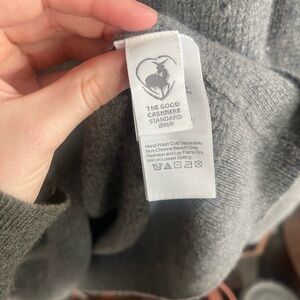 THE GOOD
CASHMERE
STANDARD
Hand Wash Cold Separately.
Non-Chlorine Bleach Only.
Reshape and Lay Flat to Dry
Iron on Lowest Setting.